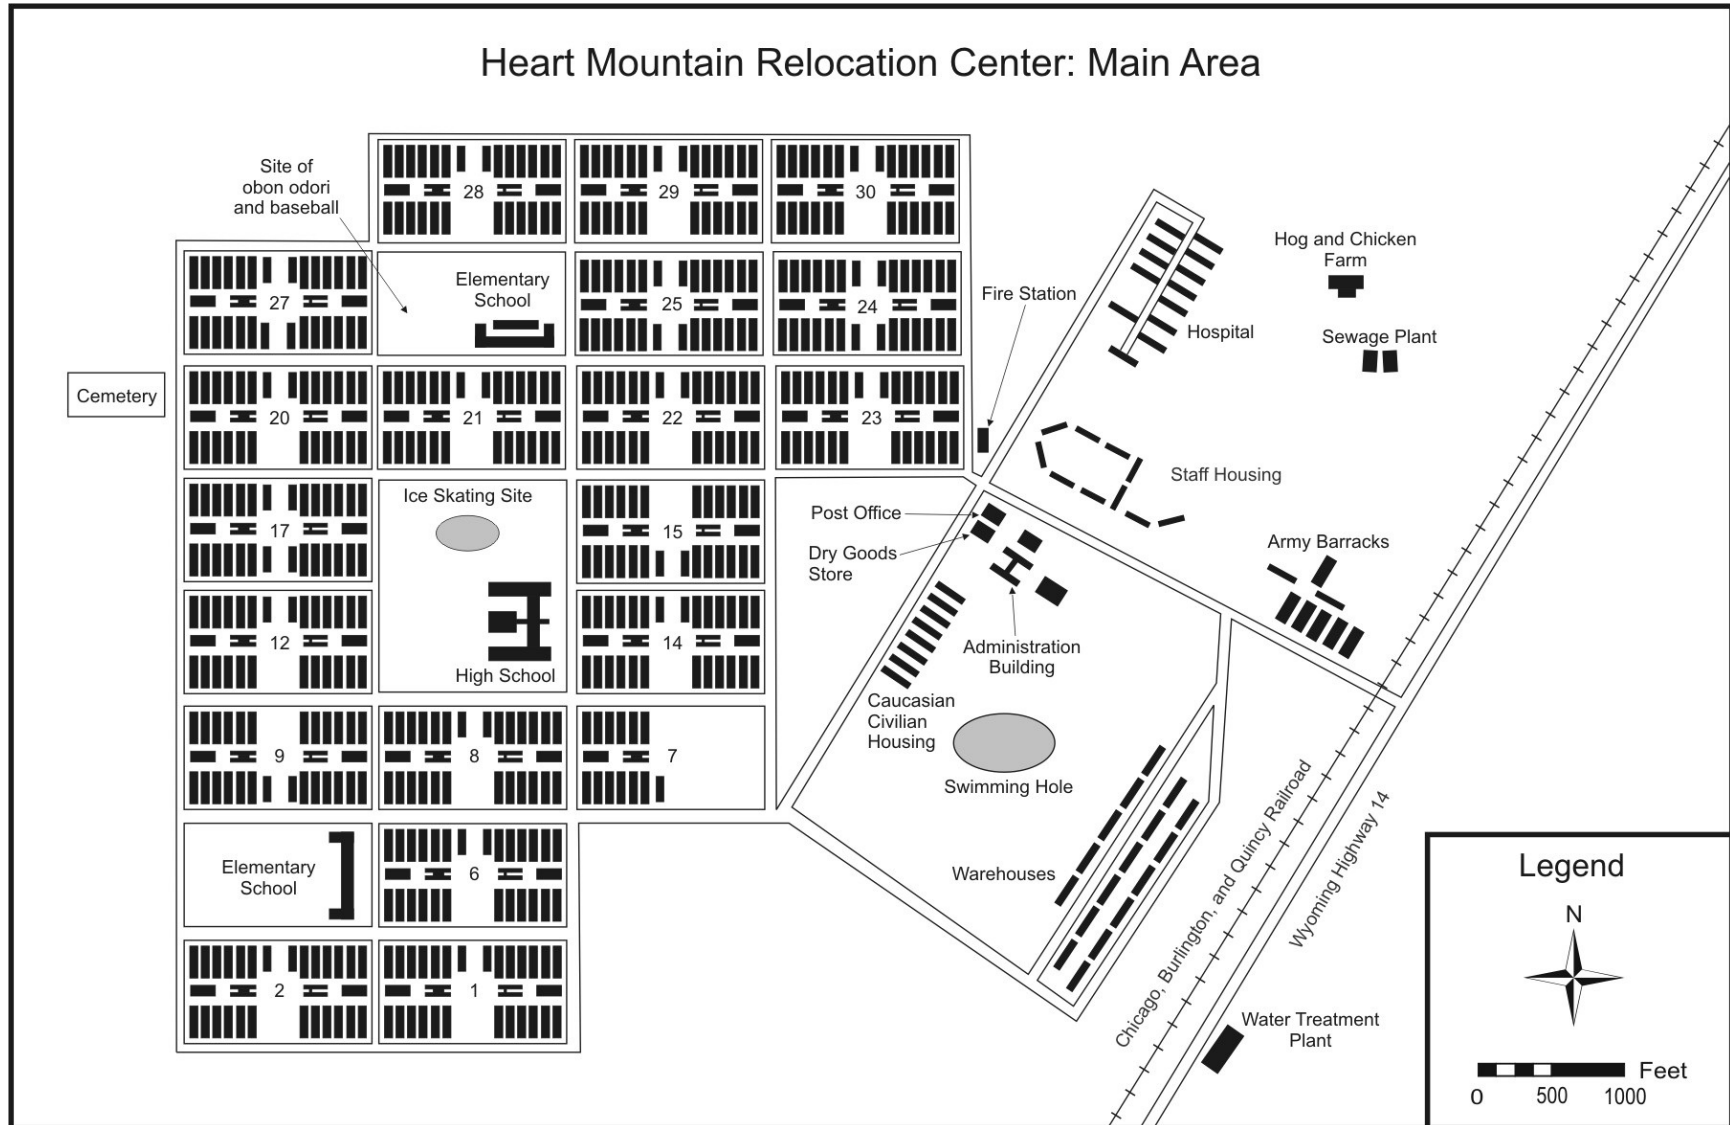 Heart Mountain Relocation Center: Main Area
Site of
obon odori
and baseball
28
29
30
27
Elementary
School
25
24
Fire Station
Hospital
Hog and Chicken
Farm
Sewage Plant
Cemetery
20
21
22
23
Staff Housing
17
Ice Skating Site
15
Post Office
Dry Goods
Store
Army Barracks
12
High School
14
Administration
Building
Caucasian
Civilian
Housing
9
8
7
Swimming Hole
Elementary
School
6
Warehouses
Chicago, Burlington, and Quincy Railroad
Wyoming Highway 14
2
1
Water Treatment
Plant
Legend
N
Feet
0 500 1000